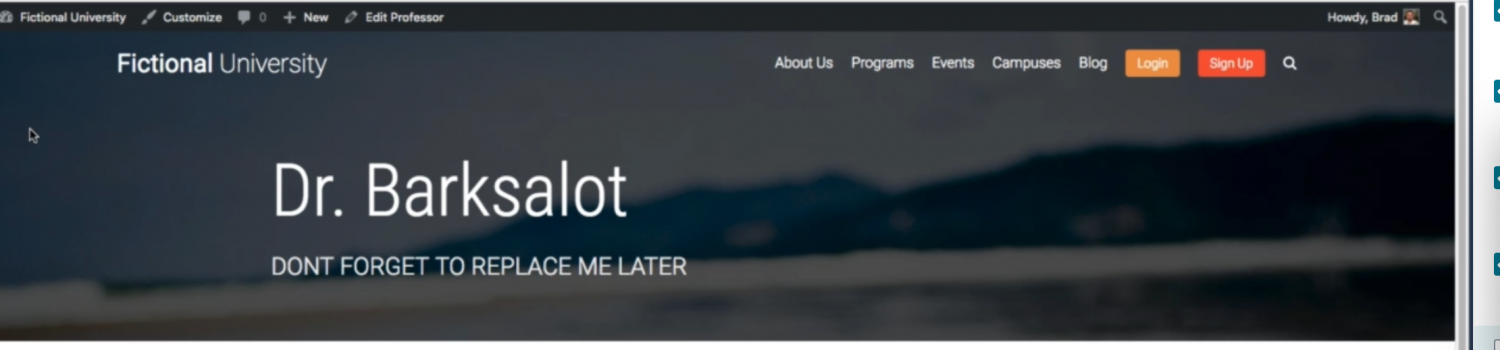 Fictional University Customize 0 New Edit Professor Howdy, Brad
Fictional University About Us Programs Events Campuses Blog Login Sign Up
Dr. Barksalot
DONT FORGET TO REPLACE ME LATER